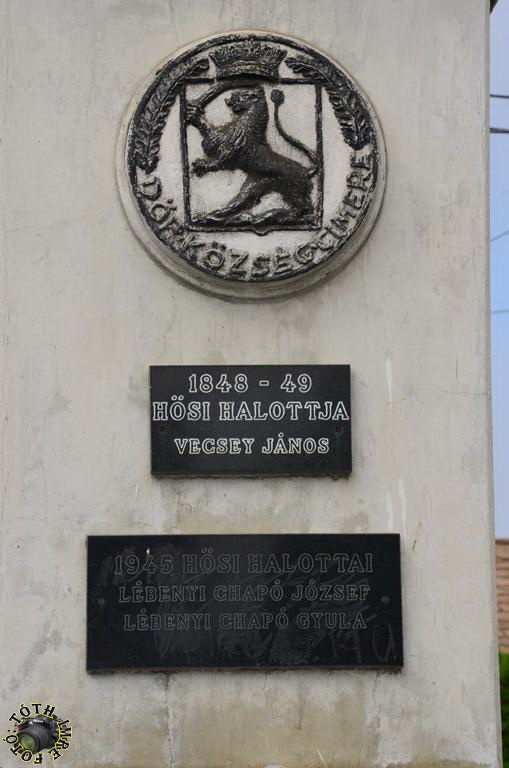 DÖR KÖZSÉG CÍMERE
1848 - 49
HŐSI HALOTTJA
VECSEY JÁNOS
1945 HŐSI HALOTTAI
LÉBENYI CHAPÓ JÓZSEF
LÉBENYI CHAPÓ GYULA
FOTÓ: TÓTH IMRE